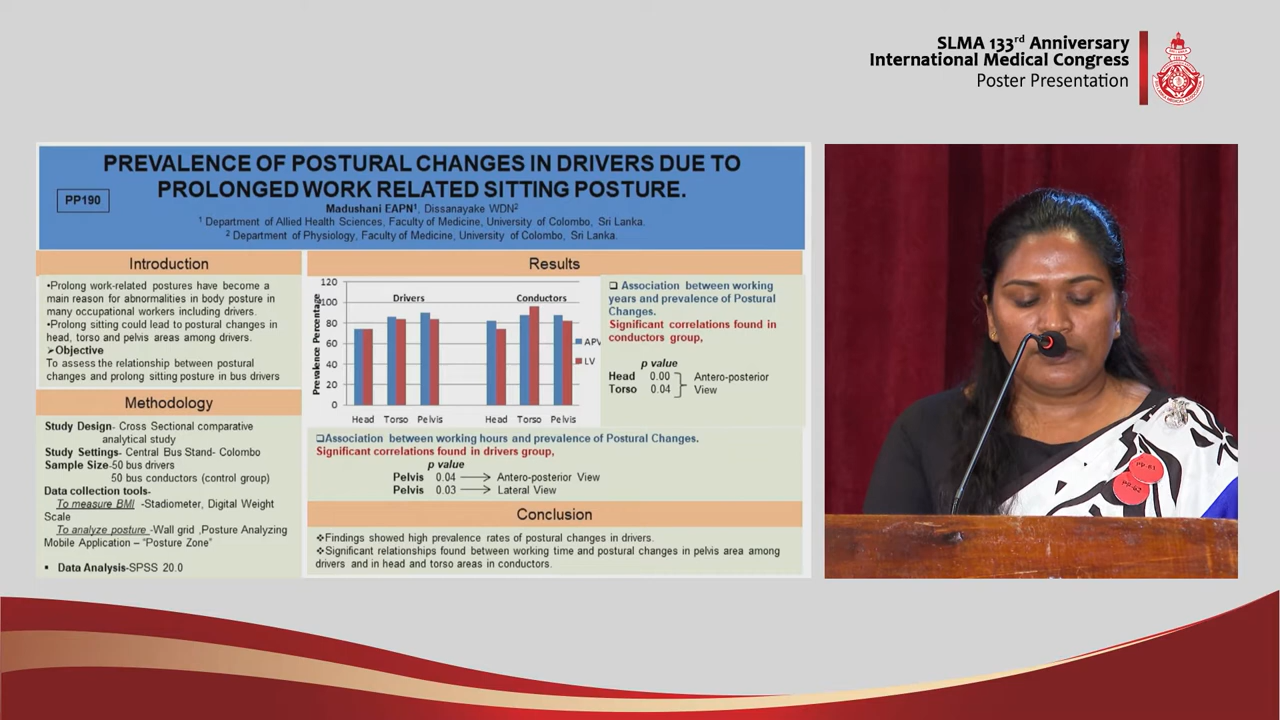 SLMA 133rd Anniversary
International Medical Congress
Poster Presentation
PREVALENCE OF POSTURAL CHANGES IN DRIVERS DUE TO
PROLONGED WORK RELATED SITTING POSTURE.
PP190
Madushani EAPN1, Dissanayake WDN2
1 Department of Allied Health Sciences, Faculty of Medicine, University of Colombo, Sri Lanka.
2 Department of Physiology, Faculty of Medicine, University of Colombo, Sri Lanka.
Introduction
•Prolong work-related postures have become a
main reason for abnormalities in body posture in
many occupational workers including drivers.
•Prolong sitting could lead to postural changes in
head, torso and pelvis areas among drivers.
➢Objective
To assess the relationship between postural
changes and prolong sitting posture in bus drivers
Methodology
Study Design- Cross Sectional comparative
analytical study
Study Settings- Central Bus Stand- Colombo
Sample Size-50 bus drivers
50 bus conductors (control group)
Data collection tools-
To measure BMI -Stadiometer, Digital Weight
Scale
To analyze posture -Wall grid ,Posture Analyzing
Mobile Application – "Posture Zone"
▪ Data Analysis-SPSS 20.0
Results
Prevalence Percentage
120
100
80
60
40
20
0
Drivers
Conductors
APV
LV
Head Torso Pelvis
Head Torso Pelvis
❑ Association between working
years and prevalence of Postural
Changes.
Significant correlations found in
conductors group,
p value
Head 0.00 Antero-posterior
Torso 0.04 View
❑Association between working hours and prevalence of Postural Changes.
Significant correlations found in drivers group,
p value
Pelvis 0.04 → Antero-posterior View
Pelvis 0.03 → Lateral View
Conclusion
❖Findings showed high prevalence rates of postural changes in drivers.
❖Significant relationships found between working time and postural changes in pelvis area among
drivers and in head and torso areas in conductors.
PP-61
PP-62